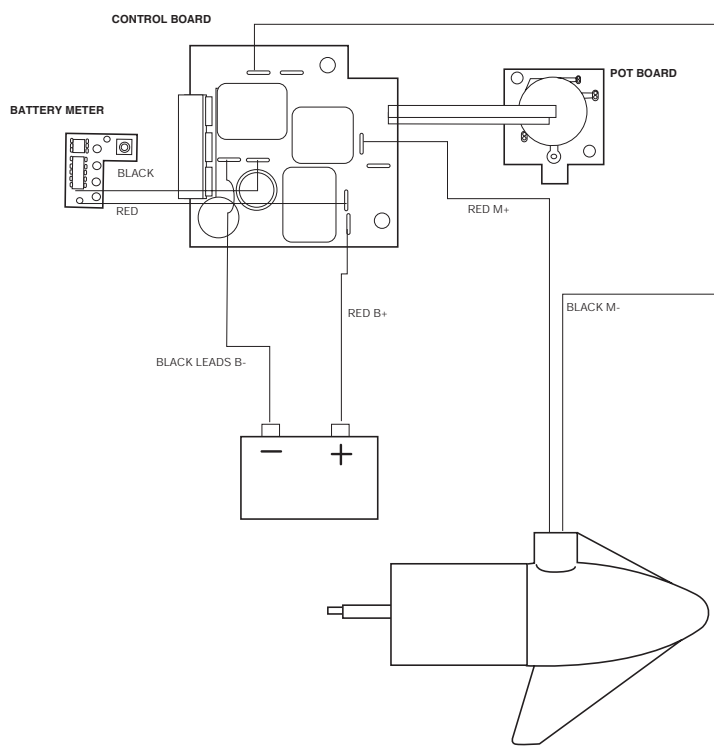 CONTROL BOARD
POT BOARD
BATTERY METER
BLACK
RED
RED M+
BLACK M-
RED B+
BLACK LEADS B-
− +